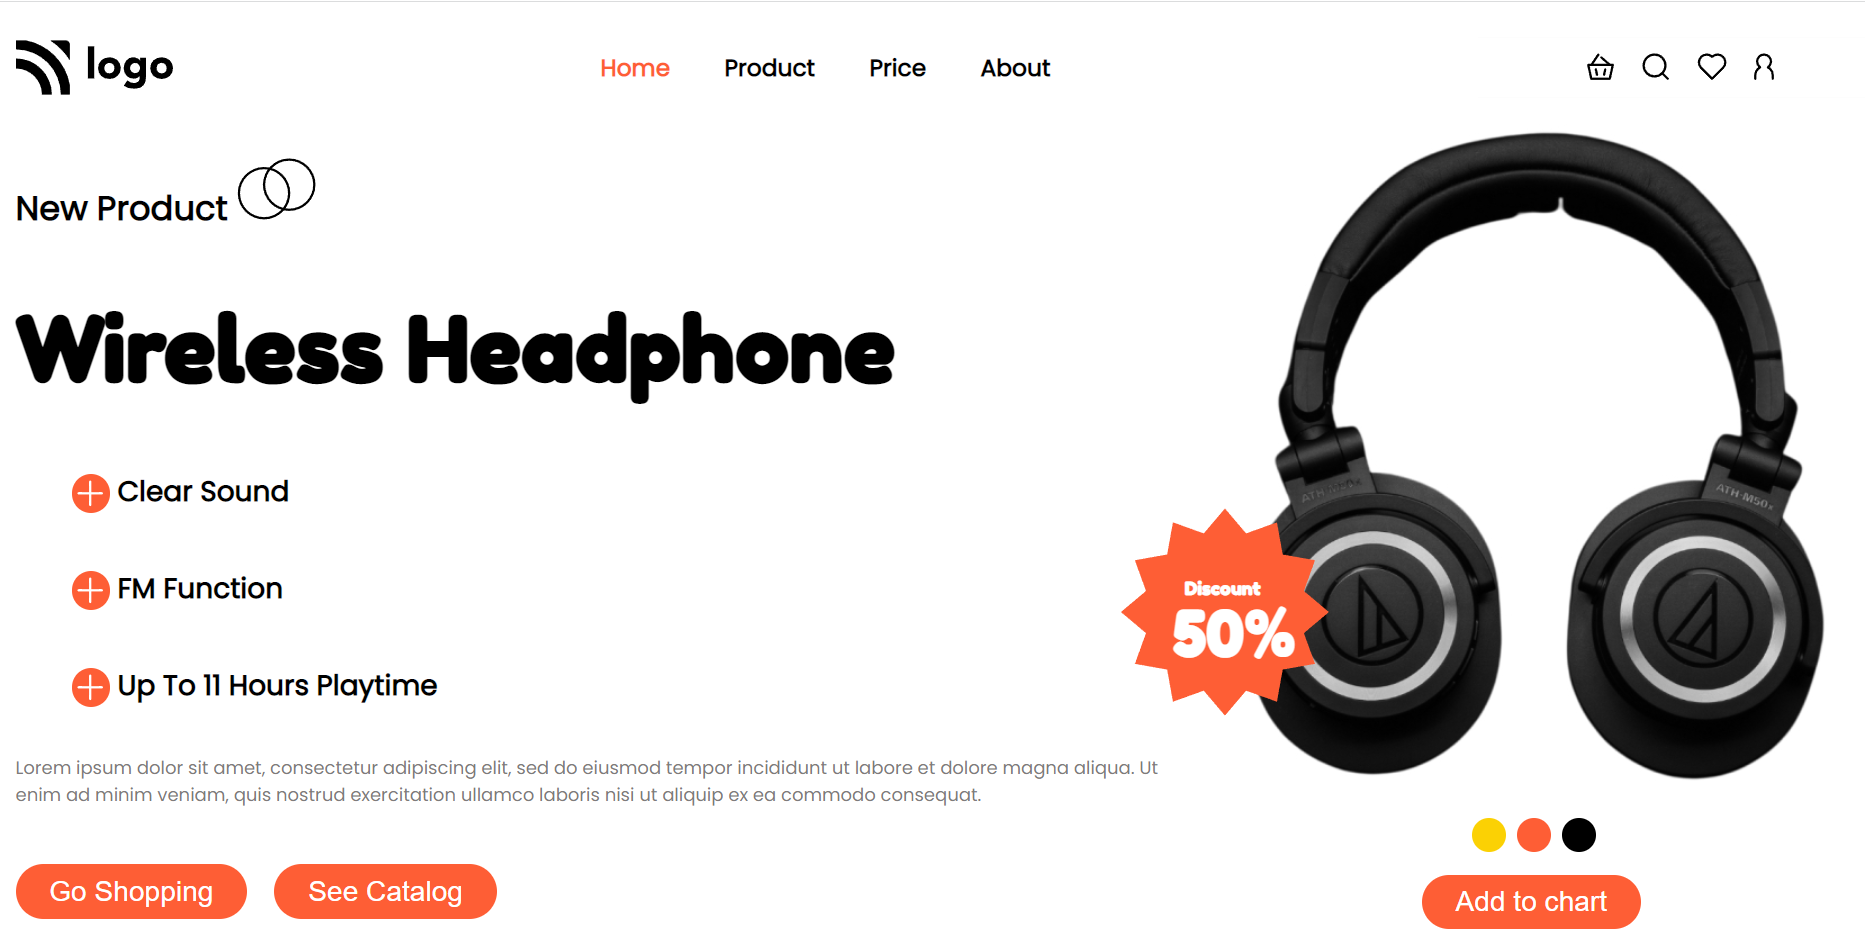 logo
Home Product Price About
New Product
Wireless Headphone
Clear Sound
FM Function
Up To 11 Hours Playtime
Lorem ipsum dolor sit amet, consectetur adipiscing elit, sed do eiusmod tempor incididunt ut labore et dolore magna aliqua. Ut
enim ad minim veniam, quis nostrud exercitation ullamco laboris nisi ut aliquip ex ea commodo consequat.
Go Shopping
See Catalog
ATH-M50x
ATH-M50x
Discount
50%
Add to chart